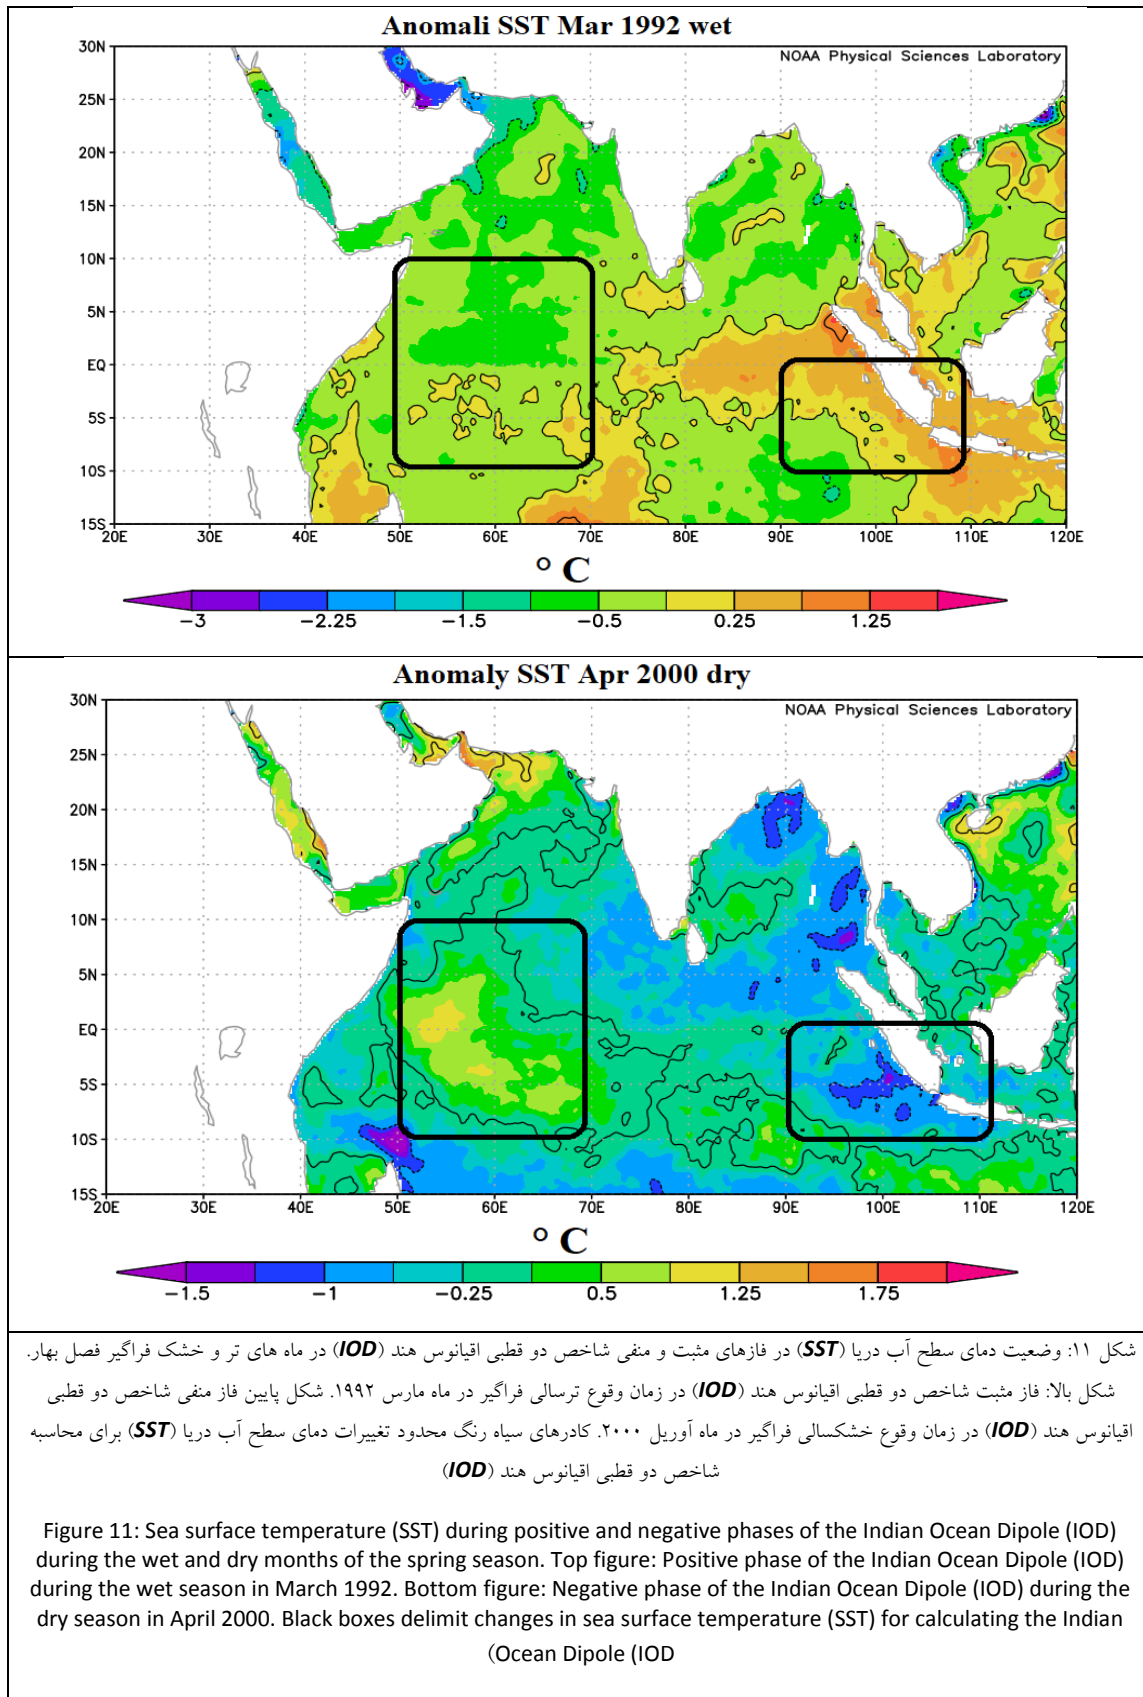 Anomali SST Mar 1992 wet
NOAA Physical Sciences Laboratory
30N
25N
20N
15N
10N
5N
EQ
5S
10S
15S
20E 30E 40E 50E 60E 70E 80E 90E 100E 110E 120E
° C
−3 −2.25 −1.5 −0.5 0.25 1.25
Anomaly SST Apr 2000 dry
NOAA Physical Sciences Laboratory
30N
25N
20N
15N
10N
5N
EQ
5S
10S
15S
20E 30E 40E 50E 60E 70E 80E 90E 100E 110E 120E
° C
−1.5 −1 −0.25 0.5 1.25 1.75
شکل ۱۱: وضعیت دمای سطح آب دریا (SST) در فازهای مثبت و منفی شاخص دو قطبی اقیانوس هند (IOD) در ماه های تر و خشک فراگیر فصل بهار.
شکل بالا: فاز مثبت شاخص دو قطبی اقیانوس هند (IOD) در زمان وقوع ترسالی فراگیر در ماه مارس ۱۹۹۲. شکل پایین فاز منفی شاخص دو قطبی
اقیانوس هند (IOD) در زمان وقوع خشکسالی فراگیر در ماه آوریل ۲۰۰۰. کادرهای سیاه رنگ محدود تغییرات دمای سطح آب دریا (SST) برای محاسبه
شاخص دو قطبی اقیانوس هند (IOD)
Figure 11: Sea surface temperature (SST) during positive and negative phases of the Indian Ocean Dipole (IOD)
during the wet and dry months of the spring season. Top figure: Positive phase of the Indian Ocean Dipole (IOD)
during the wet season in March 1992. Bottom figure: Negative phase of the Indian Ocean Dipole (IOD) during the
dry season in April 2000. Black boxes delimit changes in sea surface temperature (SST) for calculating the Indian
(Ocean Dipole (IOD